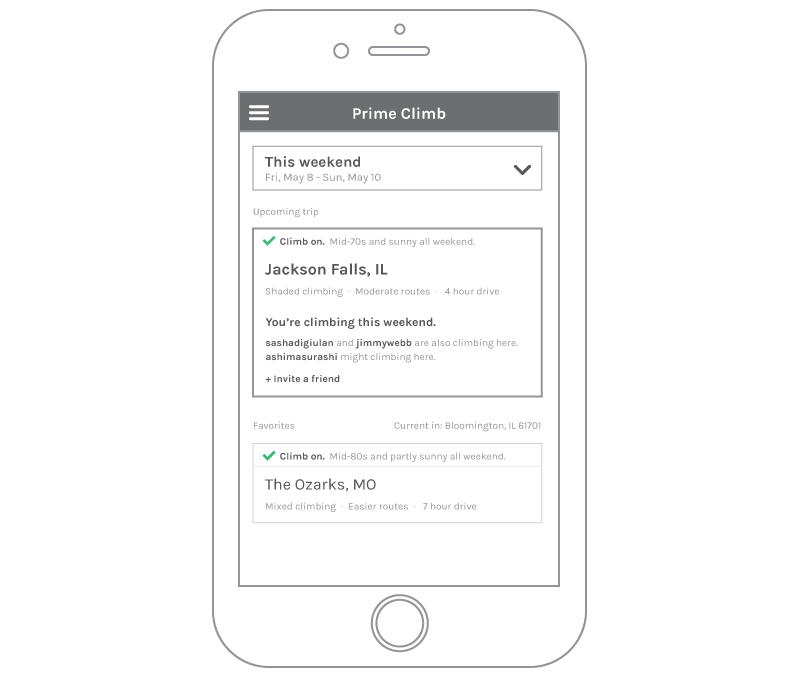 Prime Climb
This weekend
Fri, May 8 - Sun, May 10
Upcoming trip
Climb on. Mid-70s and sunny all weekend.
Jackson Falls, IL
Shaded climbing · Moderate routes · 4 hour drive
You're climbing this weekend.
sashadigiulan and jimmywebb are also climbing here.
ashimasurashi might climbing here.
+ Invite a friend
Favorites Current in: Bloomington, IL 61701
Climb on. Mid-80s and partly sunny all weekend.
The Ozarks, MO
Mixed climbing · Easier routes · 7 hour drive